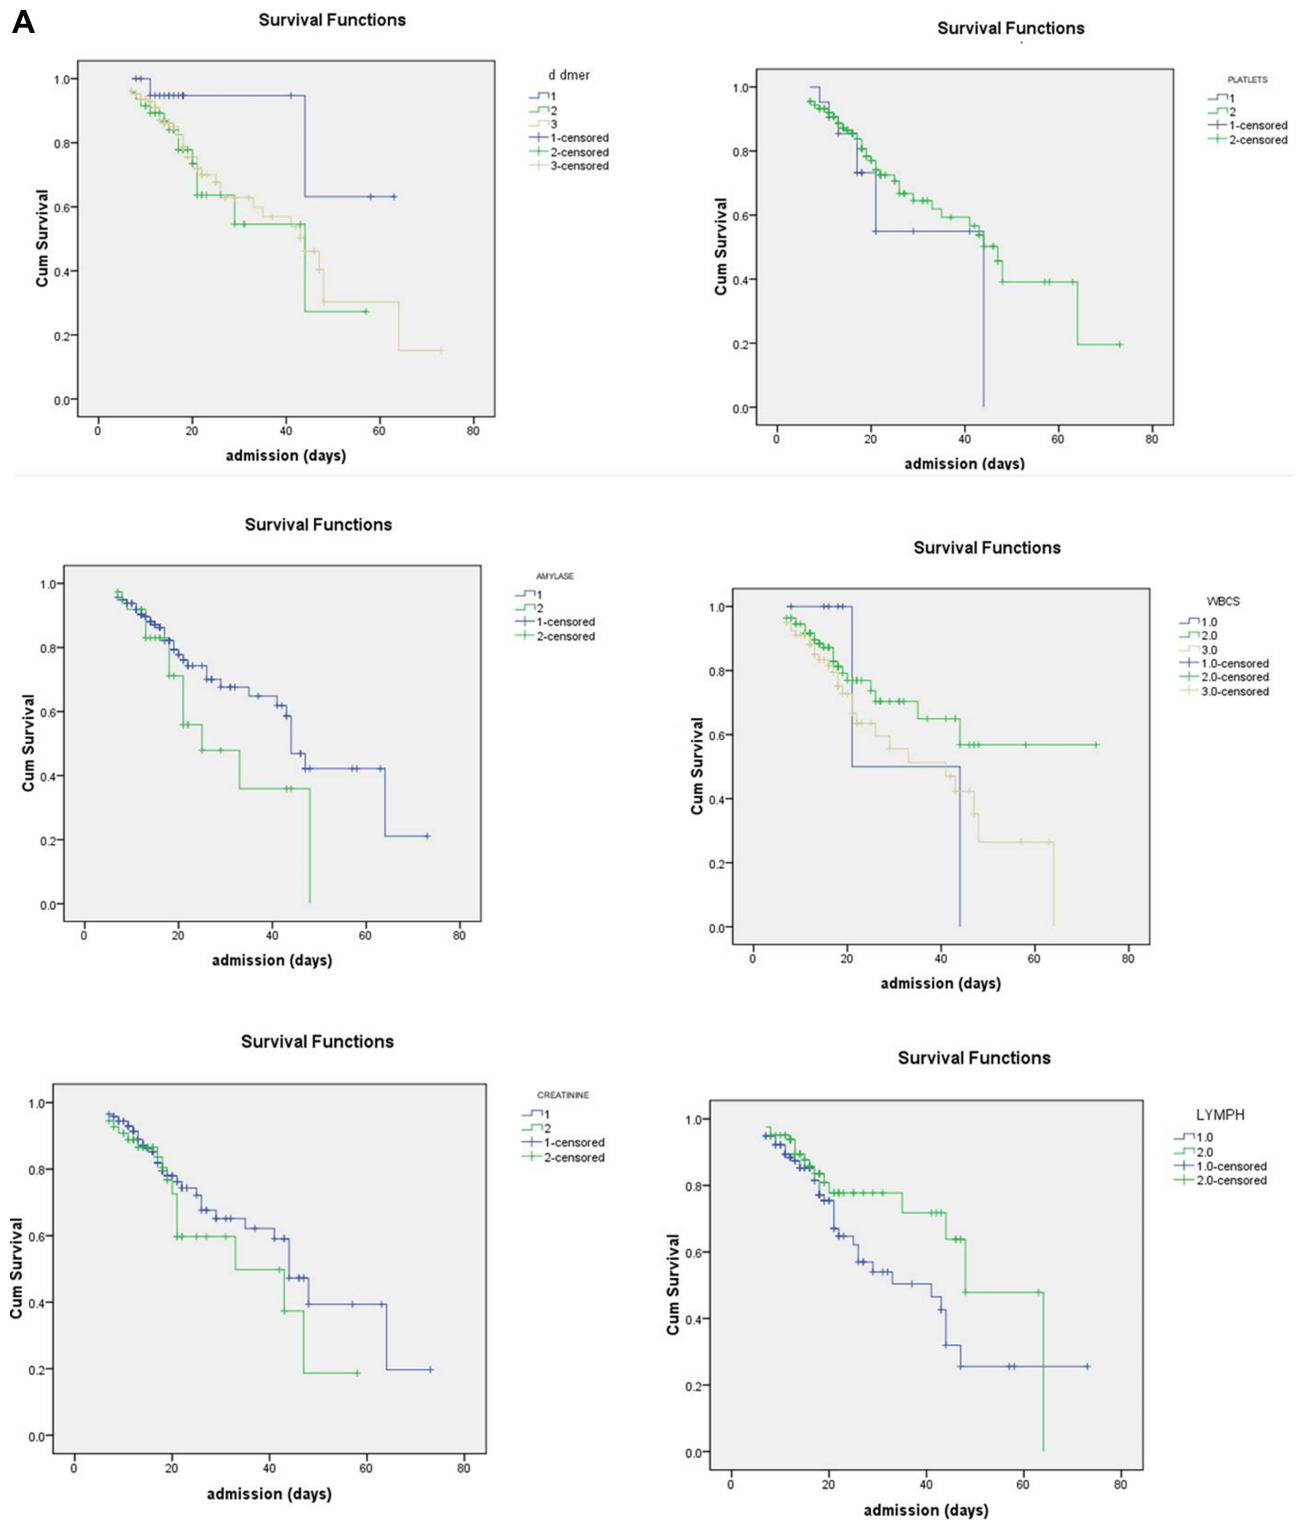 A
Survival Functions
Cum Survival
1.0
0.8
0.6
0.4
0.2
0.0
0 20 40 60 80
admission (days)
d dmer
1
2
3
1-censored
2-censored
3-censored
Survival Functions
Cum Survival
1.0
0.8
0.6
0.4
0.2
0.0
0 20 40 60 80
admission (days)
PLATLETS
1
2
1-censored
2-censored
Survival Functions
Cum Survival
1.0
0.8
0.6
0.4
0.2
0.0
0 20 40 60 80
admission (days)
AMYLASE
1
2
1-censored
2-censored
Survival Functions
Cum Survival
1.0
0.8
0.6
0.4
0.2
0.0
0 20 40 60 80
admission (days)
WBCS
1.0
2.0
3.0
1.0-censored
2.0-censored
3.0-censored
Survival Functions
Cum Survival
1.0
0.8
0.6
0.4
0.2
0.0
0 20 40 60 80
admission (days)
CREATININE
1
2
1-censored
2-censored
Survival Functions
Cum Survival
1.0
0.8
0.6
0.4
0.2
0.0
0 20 40 60 80
admission (days)
LYMPH
1.0
2.0
1.0-censored
2.0-censored